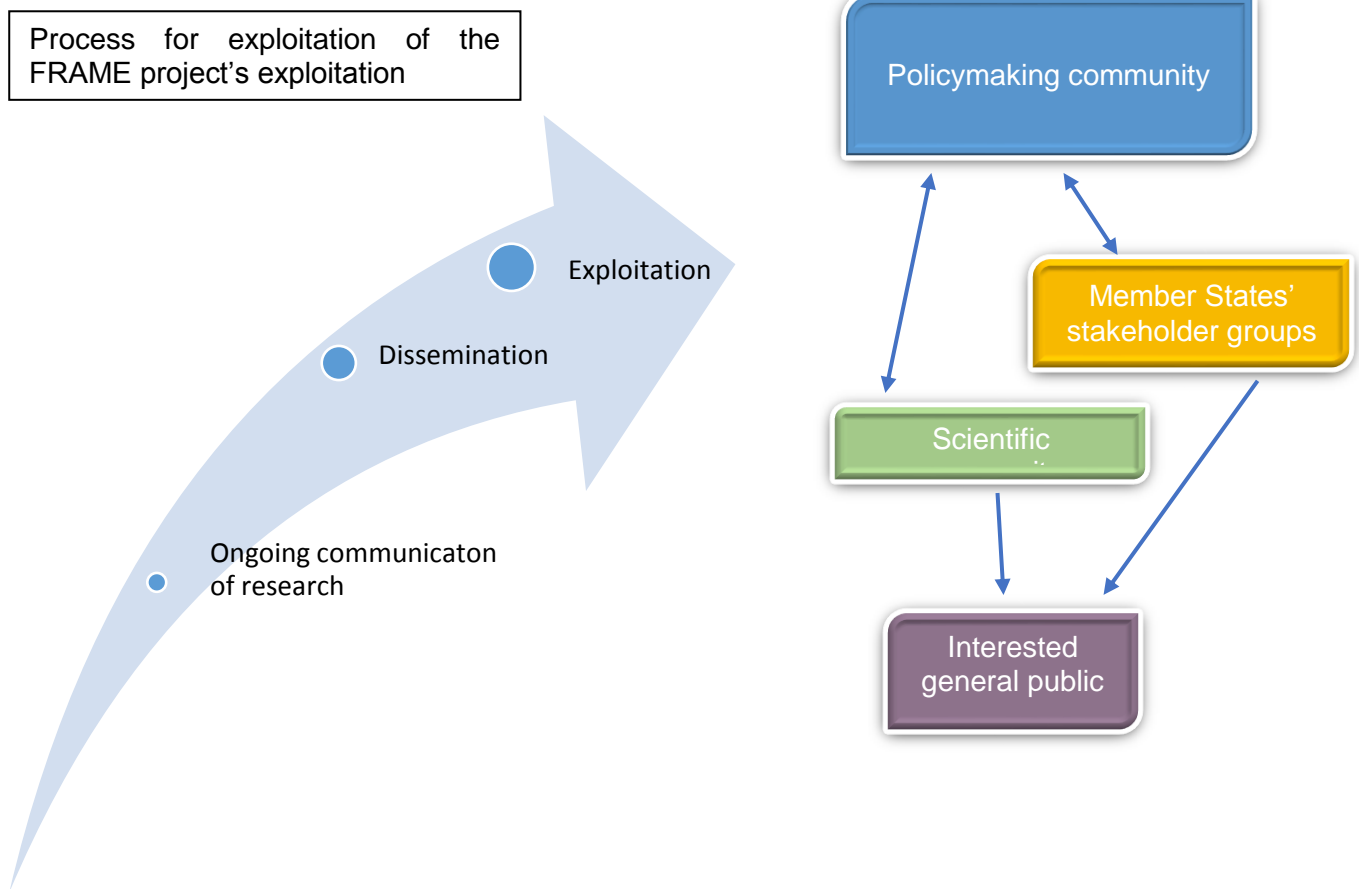 Process for exploitation of the
FRAME project's exploitation
Exploitation
Dissemination
Ongoing communicaton
of research
Policymaking community
Member States’
stakeholder groups
Scientific
Interested
general public